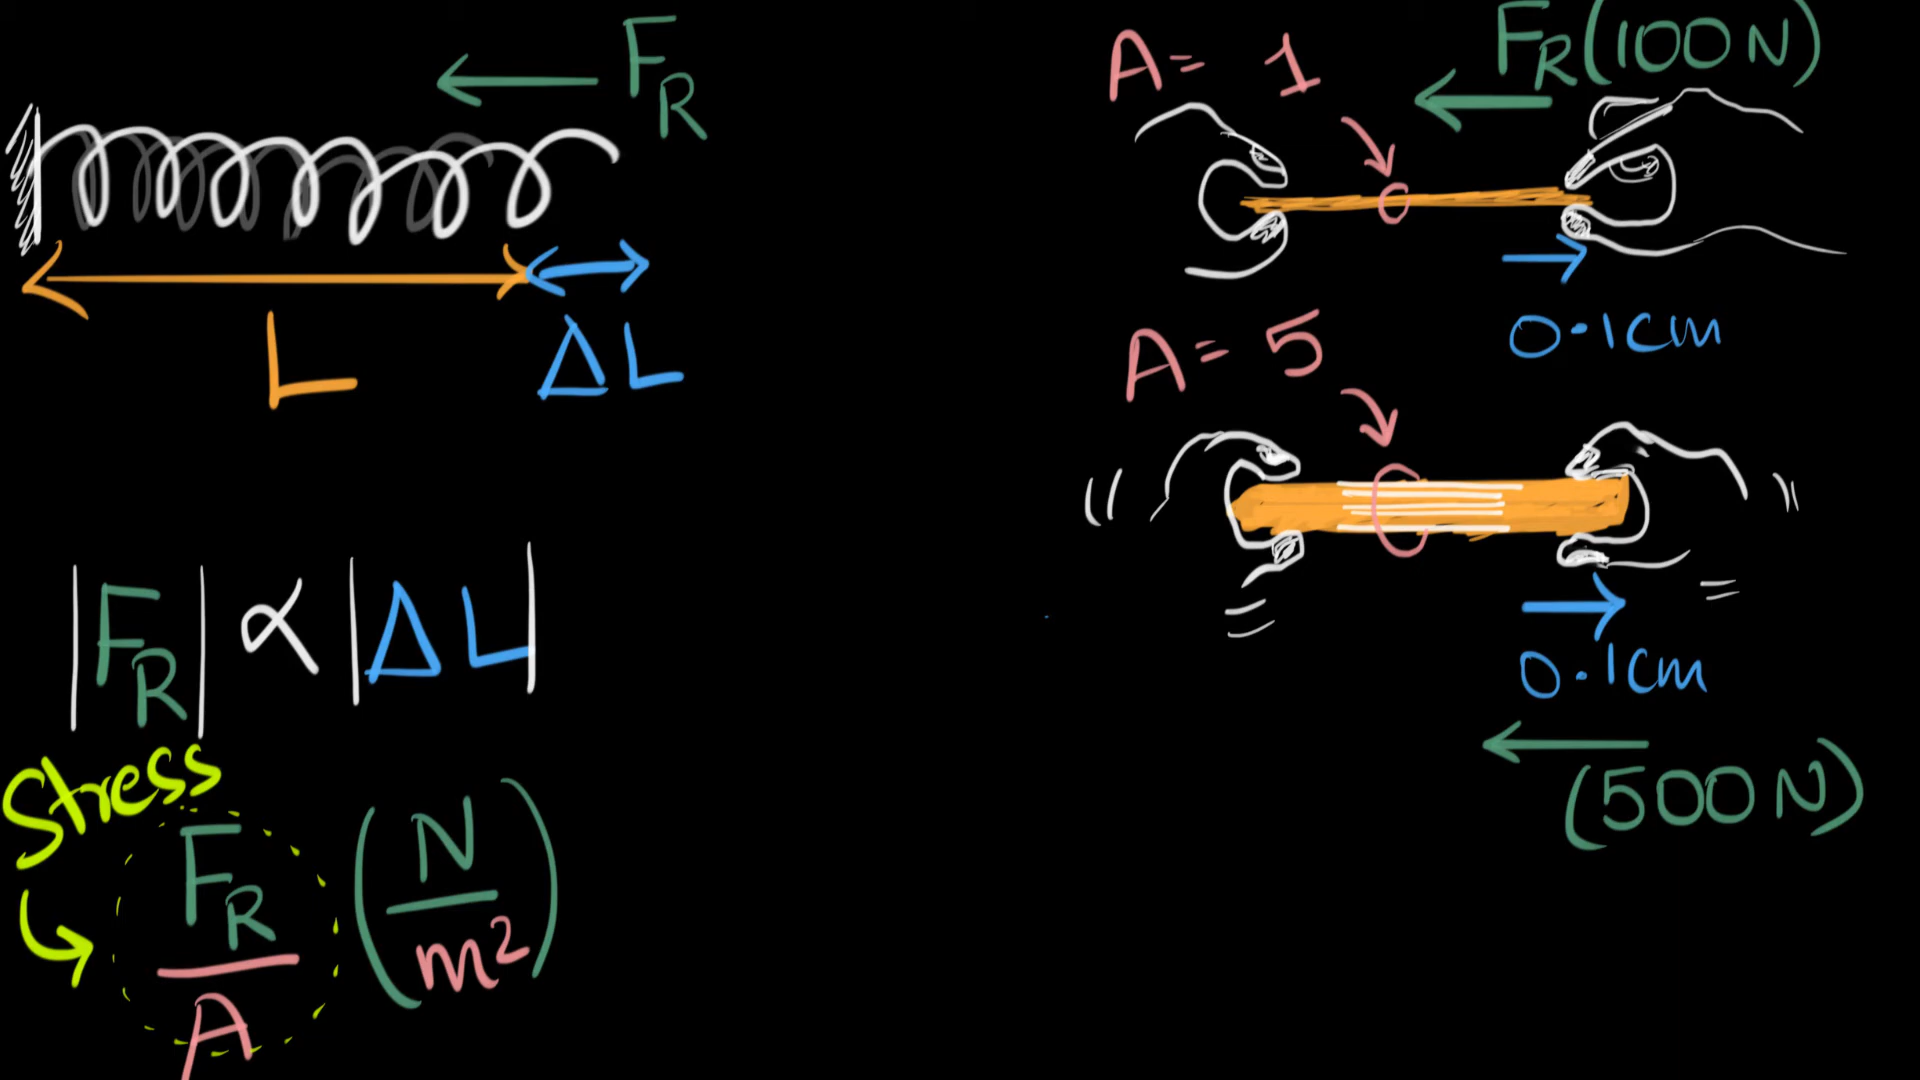 F_R
L
ΔL
|F_R| ∝ |ΔL|
Stress
F_R
A
(N
m²)
A = 1
F_R (100 N)
0.1cm
A = 5
0.1cm
(500 N)